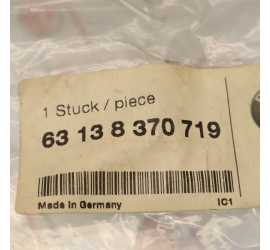 1 Stuck / piece
63 13 8 370 719
Made in Germany
IC1